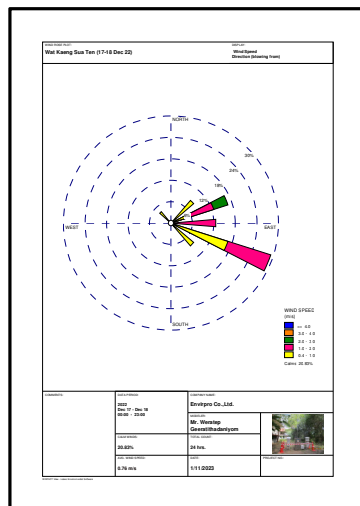 WIND ROSE PLOT:
Wat Kaeng Sua Ten (17-18 Dec 22)
DISPLAY:
Wind Speed
Direction (blowing from)
NORTH
30%
24%
18%
12%
6%
WEST
EAST
SOUTH
WIND SPEED
(m/s)
>= 4.0
3.0 - 4.0
2.0 - 3.0
1.0 - 2.0
0.4 - 1.0
Calms: 20.83%
COMMENTS:
DATA PERIOD:
2022
Dec 17 - Dec 18
00:00 - 23:00
COMPANY NAME:
Envirpro Co.,Ltd.
MODELER:
Mr. Weratep
Geeratithadaniyom
CALM WINDS:
20.83%
TOTAL COUNT:
24 hrs.
AVG. WIND SPEED:
0.76 m/s
DATE:
1/11/2023
PROJECT NO.: